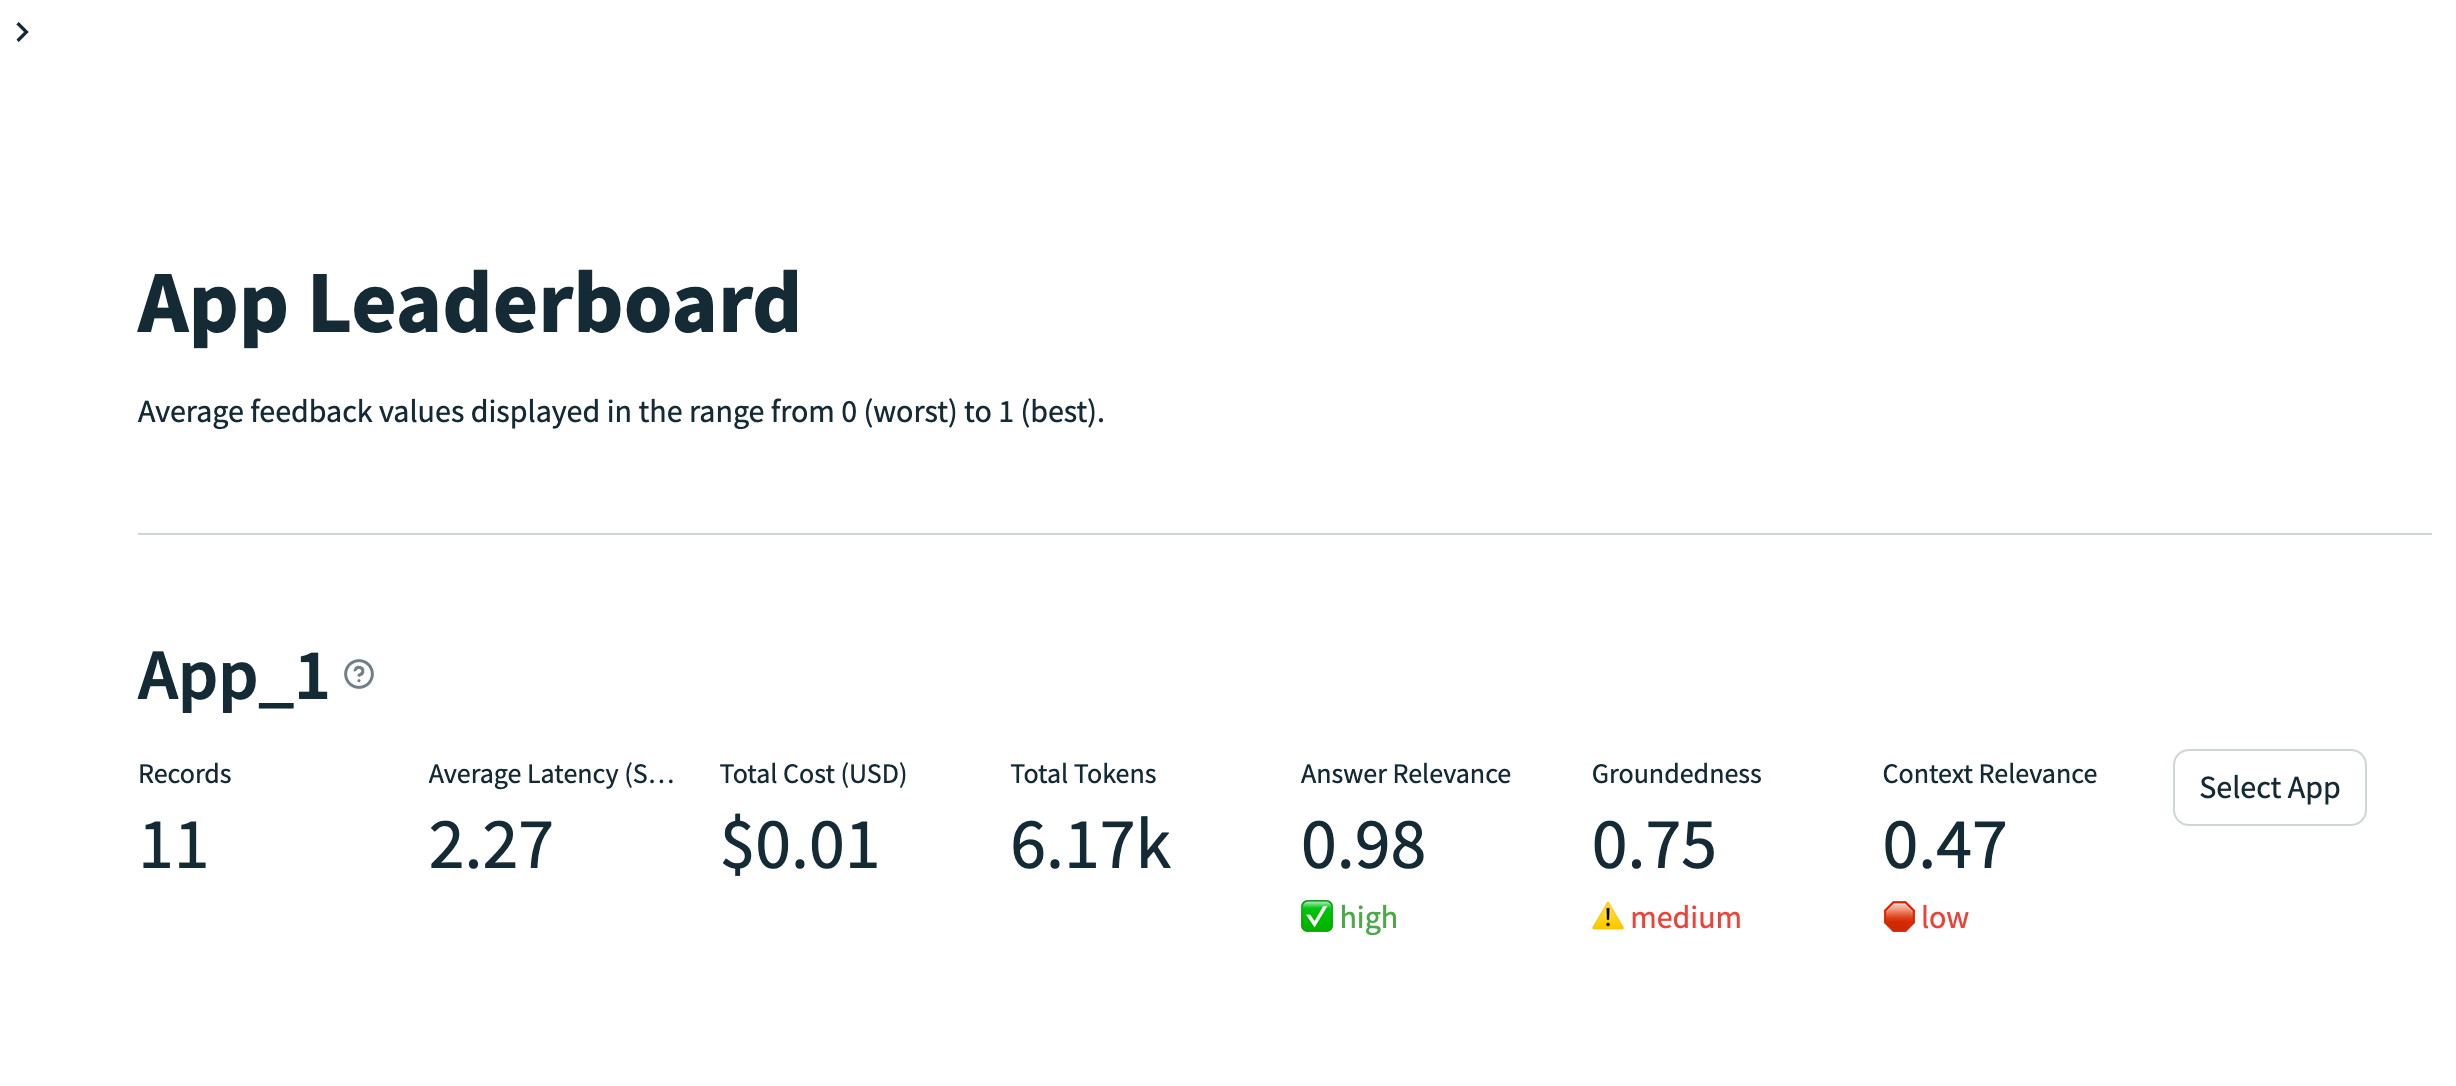 App Leaderboard
Average feedback values displayed in the range from 0 (worst) to 1 (best).
App_1
Records
Average Latency (S...
Total Cost (USD)
Total Tokens
Answer Relevance
Groundedness
Context Relevance
Select App
11
2.27
$0.01
6.17k
0.98
0.75
0.47
high
medium
low